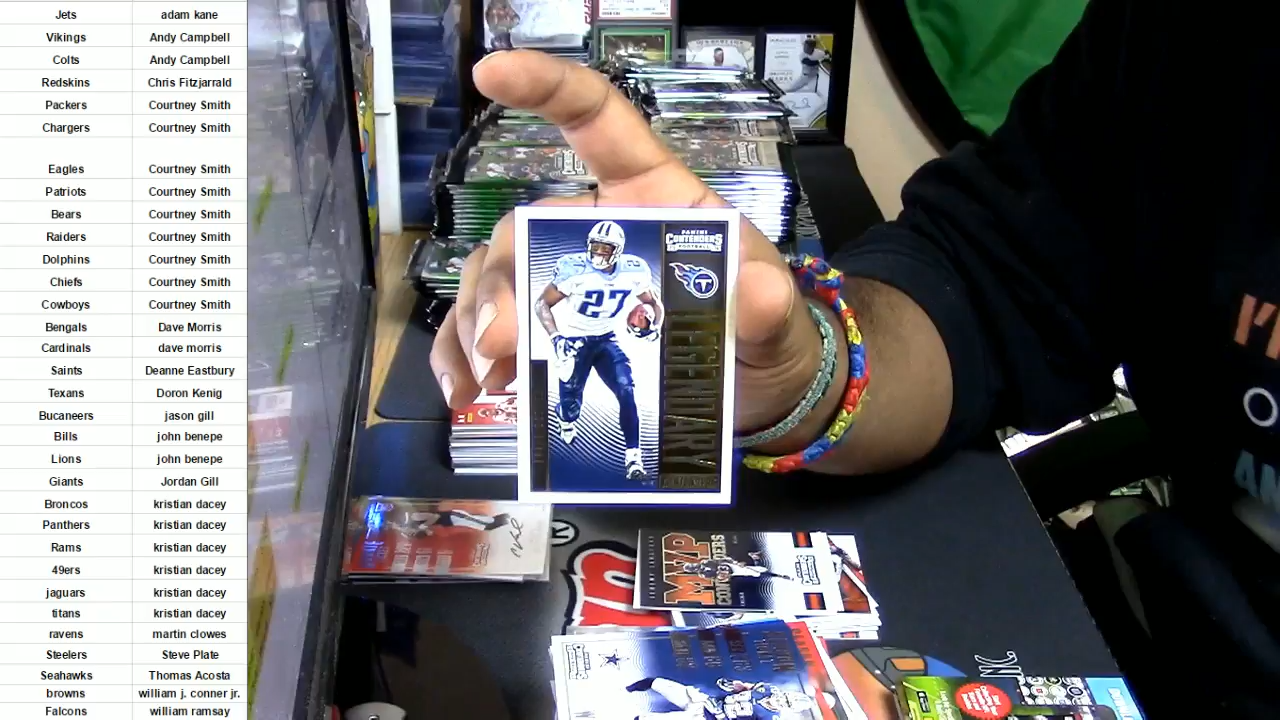 Jets adam kane
Vikings Andy Campbell
Colts Andy Campbell
Redskins Chris Fitzjarrald
Packers Courtney Smith
Chargers Courtney Smith
Eagles Courtney Smith
Patriots Courtney Smith
Bears Courtney Smith
Raiders Courtney Smith
Dolphins Courtney Smith
Chiefs Courtney Smith
Cowboys Courtney Smith
Bengals Dave Morris
Cardinals dave morris
Saints Deanne Eastbury
Texans Doron Kenig
Bucaneers jason gill
Bills john benepe
Lions john benepe
Giants Jordan Gill
Broncos kristian dacey
Panthers kristian dacey
Rams kristian dacey
49ers kristian dacey
jaguars kristian dacey
titans kristian dacey
ravens martin clowes
Stellers Steve Plate
Seahawks Thomas Acosta
browns william j. conner jr.
Falcons william ramsay
PANINI
CONTENDERS
FOOTBALL
27
LEGENDARY
MVP
CONTENDERS